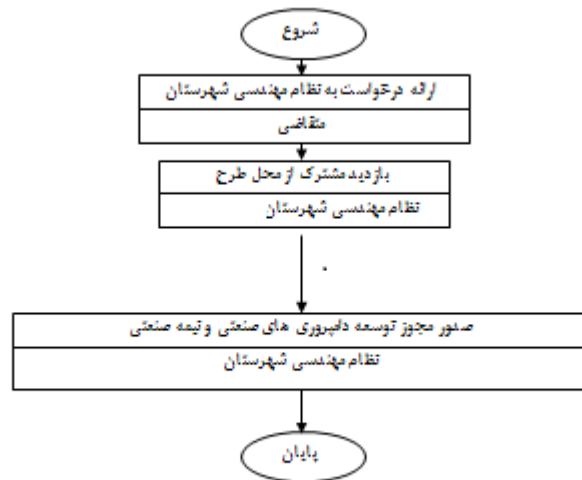 شروع
ارائه درخواست به نظام مهندسی شهرستان
متقاضی
بازدید مشترک از محل طرح
نظام مهندسی شهرستان
.
صدور مجوز توسعه دامپروری های صنعتی و نیمه صنعتی
نظام مهندسی شهرستان
پایان